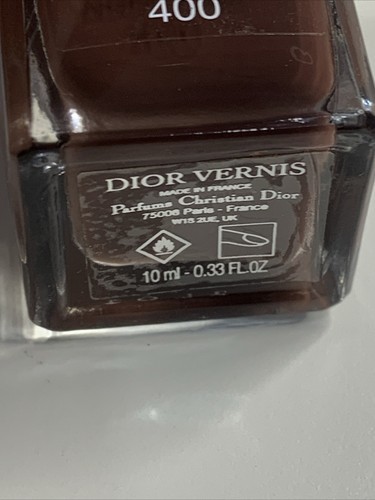 400
DIOR VERNIS
MADE IN FRANCE
Parfums Christian Dior
75008 Paris - France
W1S 2UE, UK
10 ml - 0.33 FL.OZ